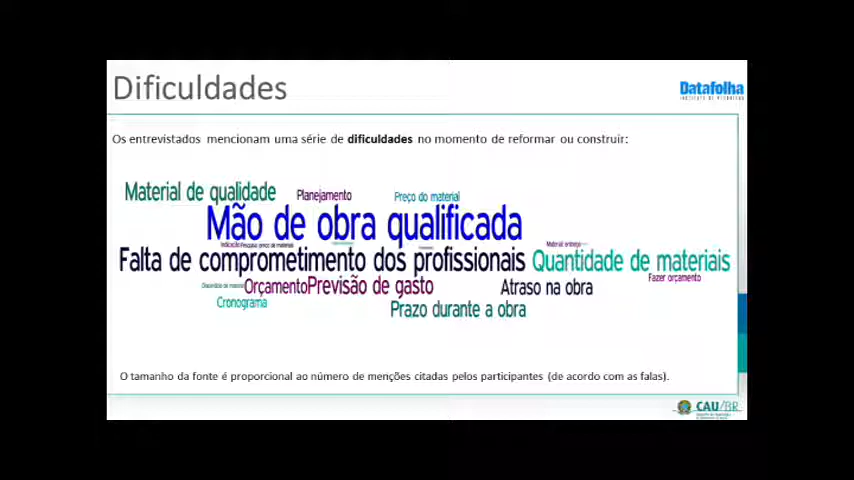 Dificuldades
Datafolha
INSTITUTO DE PESQUISAS
Os entrevistados mencionam uma série de dificuldades no momento de reformar ou construir:
Material de qualidade
Planejamento
Preço do material
Mão de obra qualificada
Falta de comprometimento dos profissionais
Quantidade de materiais
Fazer orçamento
Orçamento
Previsão de gasto
Atraso na obra
Cronograma
Prazo durante a obra
O tamanho da fonte é proporcional ao número de menções citadas pelos participantes (de acordo com as falas).
CAU/BR